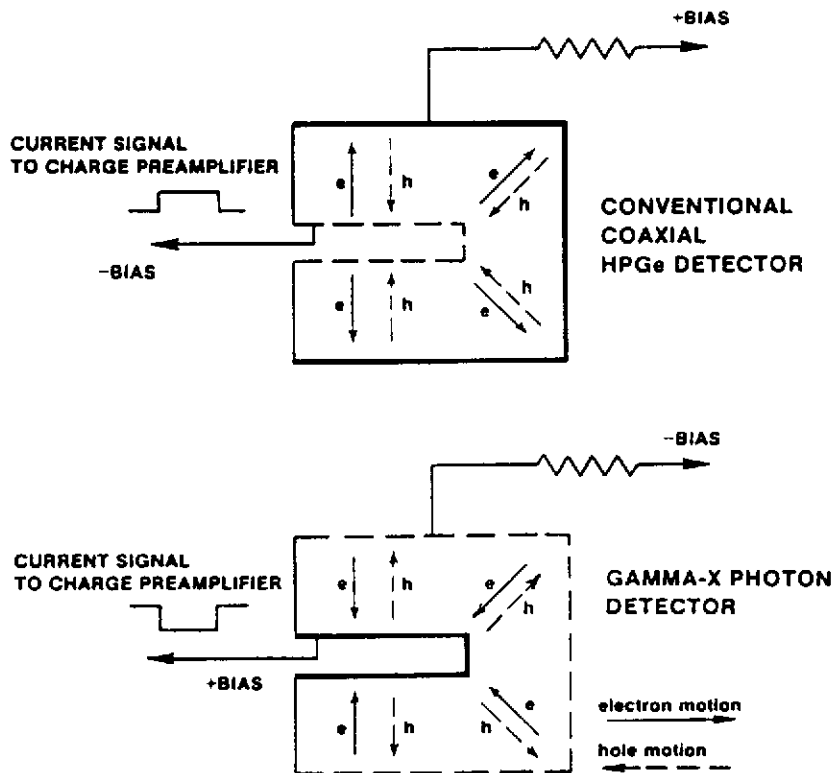 +BIAS
CURRENT SIGNAL
TO CHARGE PREAMPLIFIER
e
h
e
h
CONVENTIONAL
COAXIAL
HPGe DETECTOR
−BIAS
e
h
h
e
−BIAS
CURRENT SIGNAL
TO CHARGE PREAMPLIFIER
e
h
e
h
GAMMA-X PHOTON
DETECTOR
+BIAS
e
h
e
h
electron motion
hole motion